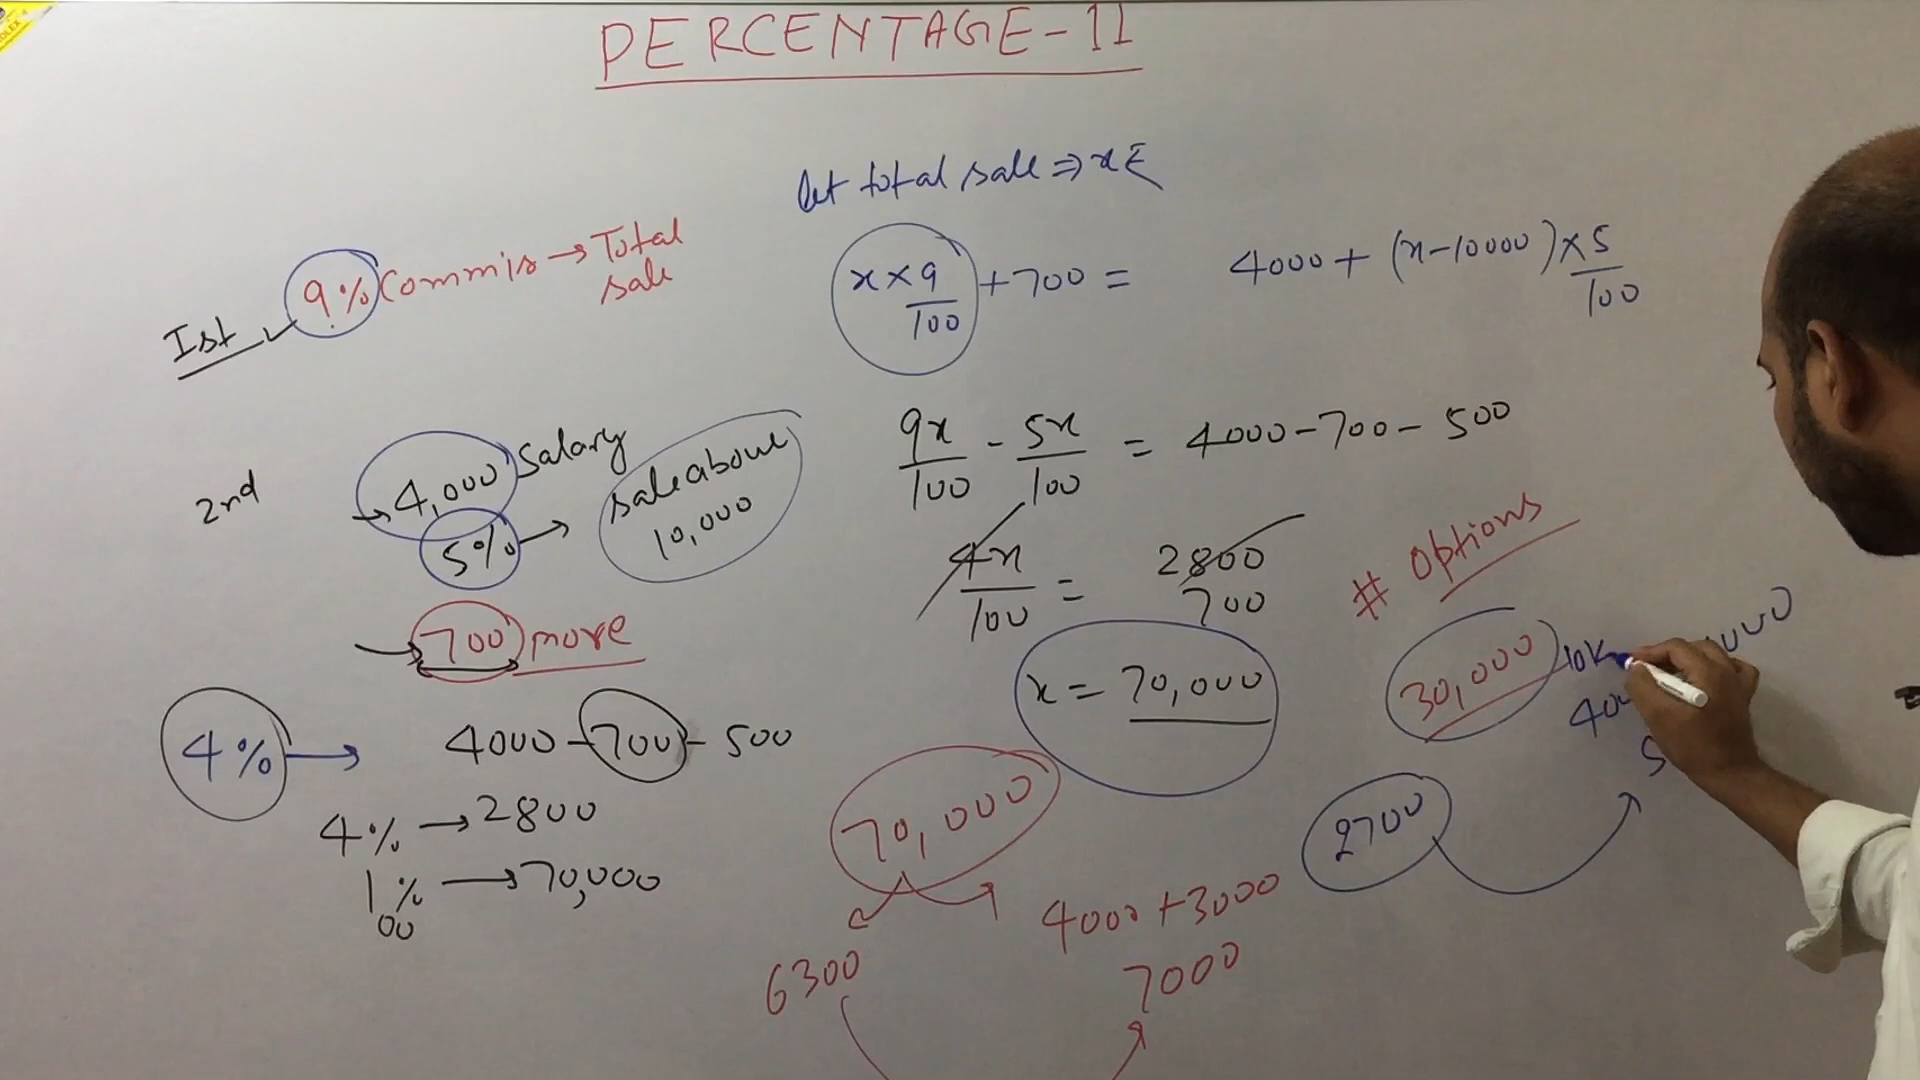 PERCENTAGE-11
let total sale ⇒ x
Ist 9% Commis → Total sale
x × 9/100 + 700 = 4000 + (x-10000) × 5/100
2nd → 4,000 Salary
5% → sale above 10,000
→ 700 more
9x/100 - 5x/100 = 4000-700-500
4x/100 = 2800
700
x = 70,000
4% → 4000-700-500
4% → 2800
1% → 70,000
00
70,000
6300
4000+3000
7000
# Options
30,000
10K
2700